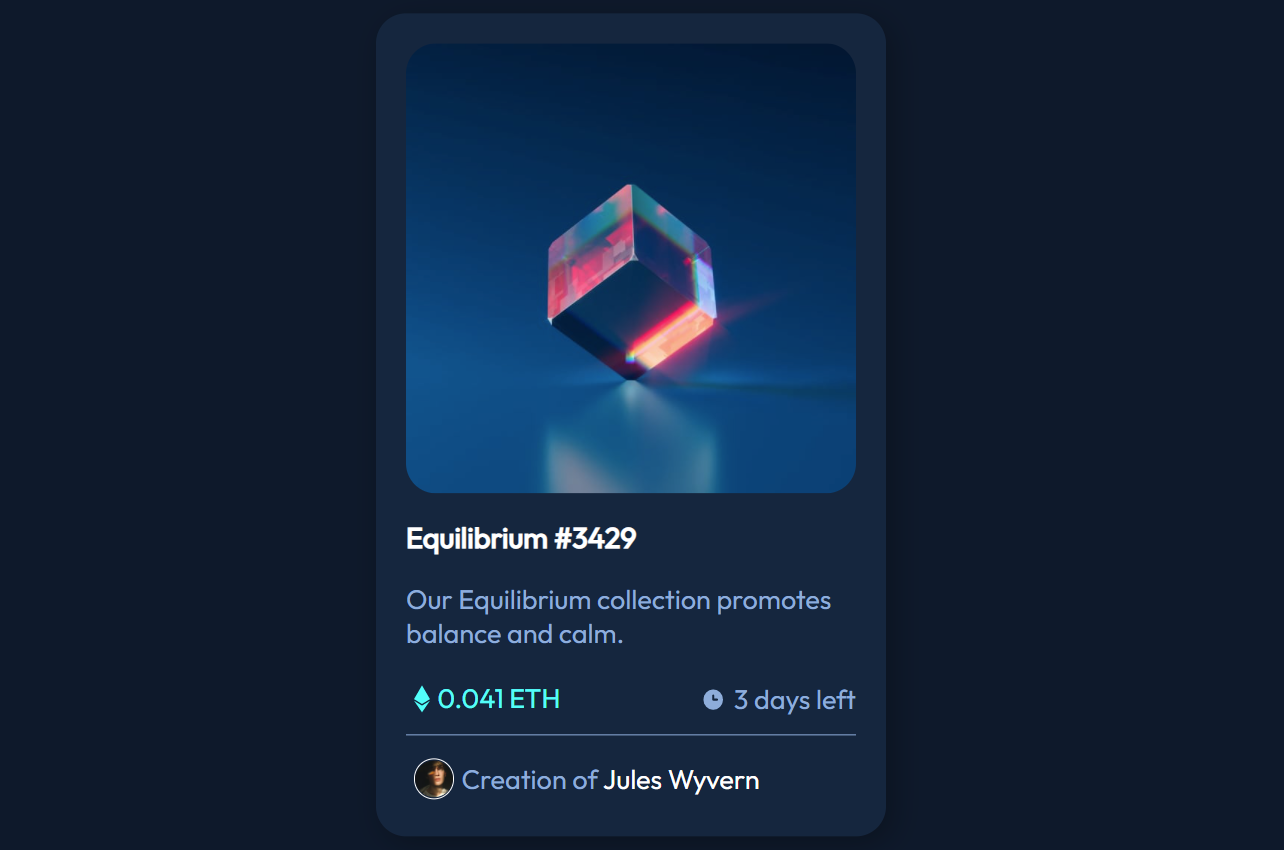 Equilibrium #3429
Our Equilibrium collection promotes
balance and calm.
0.041 ETH
3 days left
Creation of Jules Wyvern